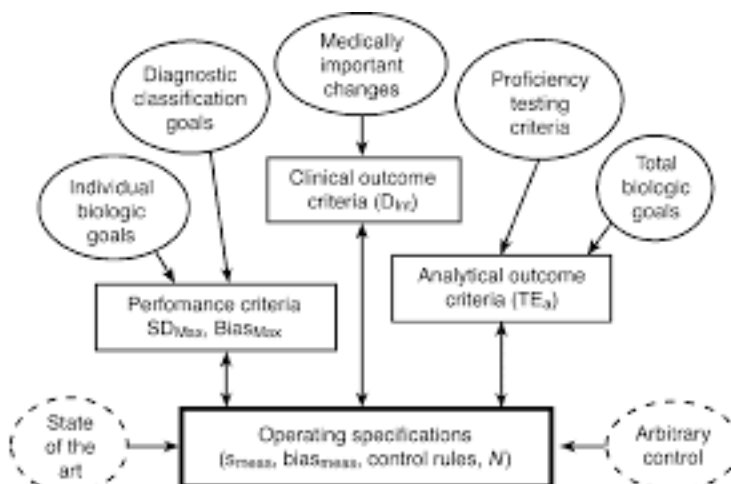 Medically
important
changes
Diagnostic
classification
goals
Proficiency
testing
criteria
Individual
biologic
goals
Clinical outcome
criteria (D_int)
Total
biologic
goals
Perfomance criteria
SD_Max, Bias_Max
Analytical outcome
criteria (TE_a)
State
of the
art
Operating specifications
(s_meas, bias_meas, control rules, N)
Arbitrary
control